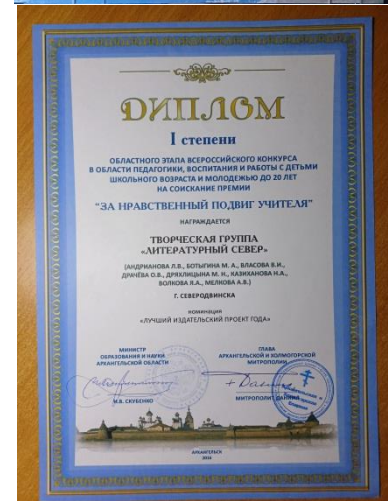 ДИПЛОМ
I степени
ОБЛАСТНОГО ЭТАПА ВСЕРОССИЙСКОГО КОНКУРСА
В ОБЛАСТИ ПЕДАГОГИКИ, ВОСПИТАНИЯ И РАБОТЫ С ДЕТЬМИ
ШКОЛЬНОГО ВОЗРАСТА И МОЛОДЕЖЬЮ ДО 20 ЛЕТ
НА СОИСКАНИЕ ПРЕМИИ
"ЗА НРАВСТВЕННЫЙ ПОДВИГ УЧИТЕЛЯ"
НАГРАЖДАЕТСЯ
ТВОРЧЕСКАЯ ГРУППА
«ЛИТЕРАТУРНЫЙ СЕВЕР»
(АНДРИАНОВА Л.В., БОТЫГИНА М. А., ВЛАСОВА В.И.,
ДРАЧЁВА О.В., ДРЯХЛИЦЫНА М. Н., КАЗИХАНОВА Н.А.,
ВОЛКОВА Я.А., МЕЛКОВА А.В.)
Г. СЕВЕРОДВИНСКА
НОМИНАЦИЯ
«ЛУЧШИЙ ИЗДАТЕЛЬСКИЙ ПРОЕКТ ГОДА»
МИНИСТР
ОБРАЗОВАНИЯ И НАУКИ
АРХАНГЕЛЬСКОЙ ОБЛАСТИ
И.В. СКУБЕНКО
ГЛАВА
АРХАНГЕЛЬСКОЙ И ХОЛМОГОРСКОЙ
МИТРОПОЛИИ
МИТРОПОЛИТ ДАНИИЛ
АРХАНГЕЛЬСК